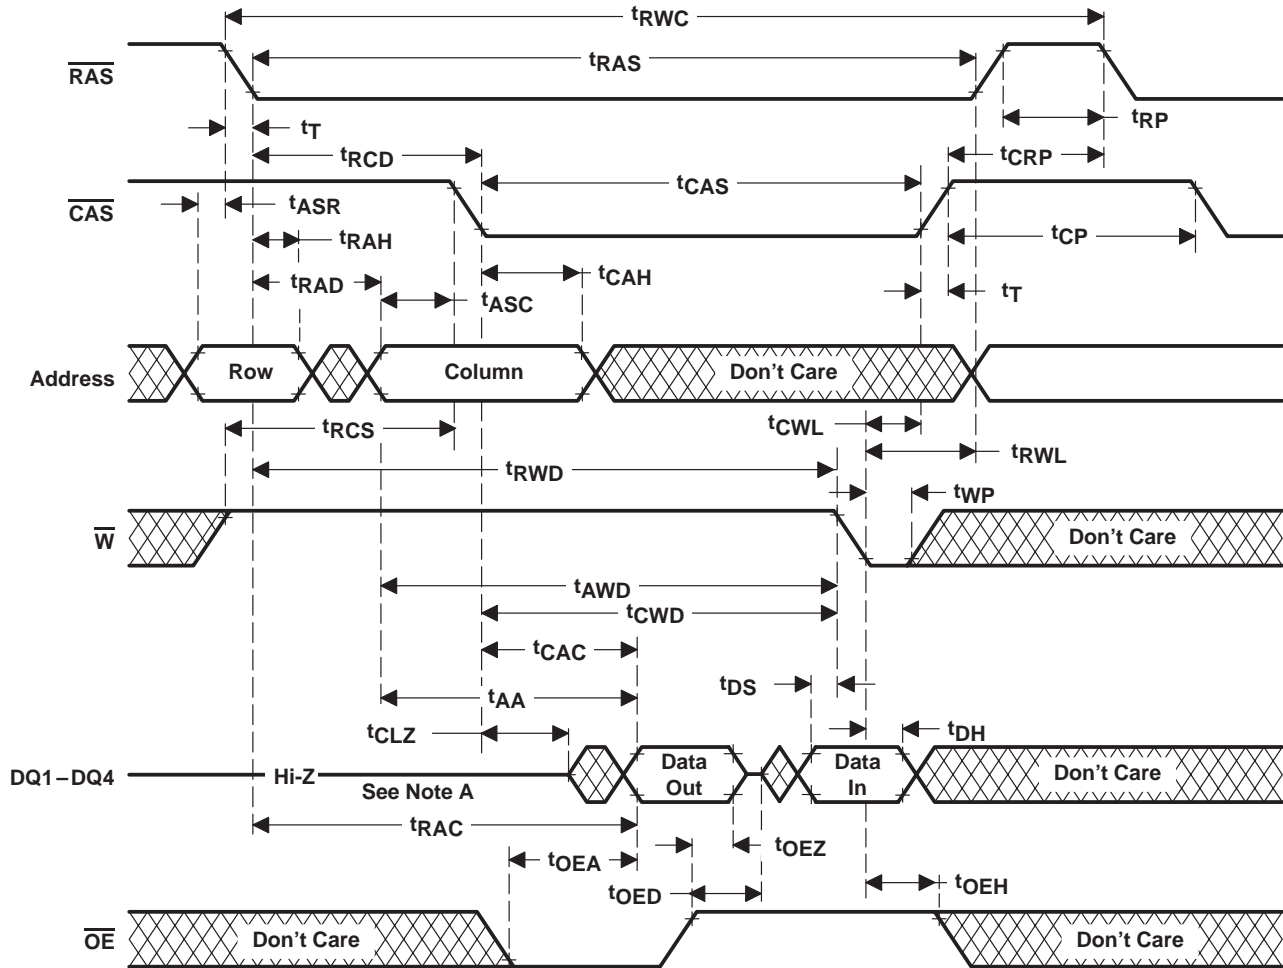 tRWC
RAS
tRAS
tT
tRP
tRCD
tCRP
CAS
tASR
tCAS
tRAH
tCP
tRAD
tCAH
tASC
tT
Address
Row
Column
Don't Care
tRCS
tCWL
tRWD
tRWL
tWP
W
Don't Care
tAWD
tCWD
tCAC
tDS
tAA
tCLZ
tDH
DQ1–DQ4
Hi-Z
See Note A
Data
Out
Data
In
Don't Care
tRAC
tOEA
tOEZ
tOED
tOEH
OE
Don't Care
Don't Care